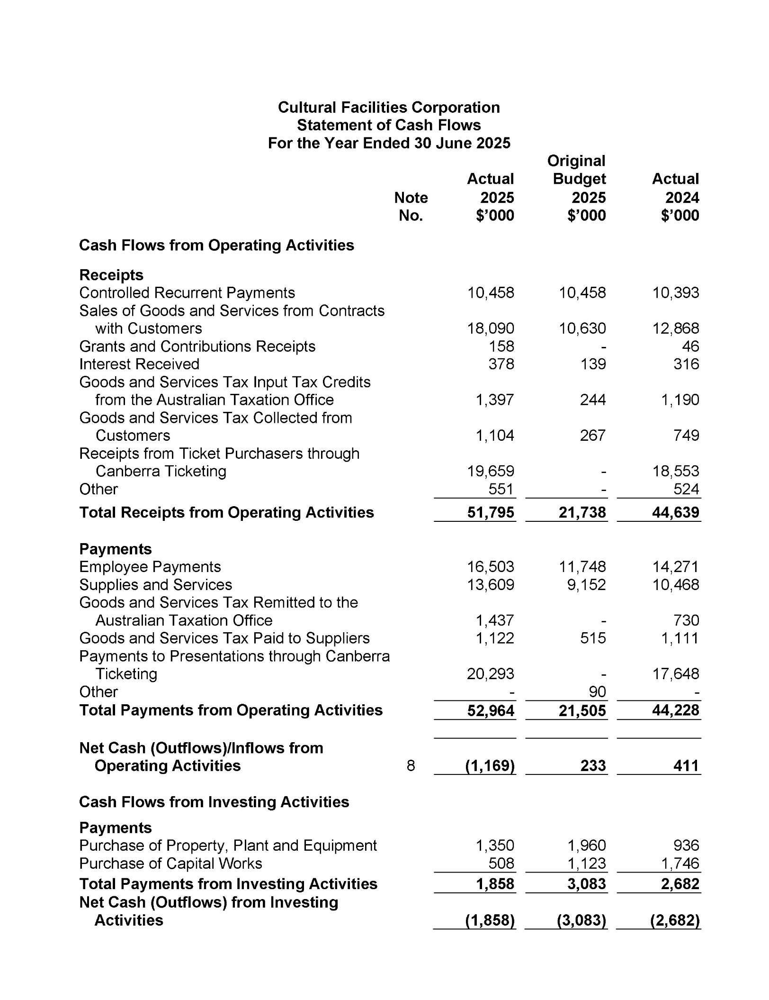 Cultural Facilities Corporation
Statement of Cash Flows
For the Year Ended 30 June 2025
Original
Actual Budget Actual
Note 2025 2025 2024
No. $’000 $’000 $’000
Cash Flows from Operating Activities
Receipts
Controlled Recurrent Payments 10,458 10,458 10,393
Sales of Goods and Services from Contracts
with Customers 18,090 10,630 12,868
Grants and Contributions Receipts 158 - 46
Interest Received 378 139 316
Goods and Services Tax Input Tax Credits
from the Australian Taxation Office 1,397 244 1,190
Goods and Services Tax Collected from
Customers 1,104 267 749
Receipts from Ticket Purchasers through
Canberra Ticketing 19,659 - 18,553
Other 551 - 524
Total Receipts from Operating Activities 51,795 21,738 44,639
Payments
Employee Payments 16,503 11,748 14,271
Supplies and Services 13,609 9,152 10,468
Goods and Services Tax Remitted to the
Australian Taxation Office 1,437 - 730
Goods and Services Tax Paid to Suppliers 1,122 515 1,111
Payments to Presentations through Canberra
Ticketing 20,293 - 17,648
Other - 90 -
Total Payments from Operating Activities 52,964 21,505 44,228
Net Cash (Outflows)/Inflows from
Operating Activities 8 (1,169) 233 411
Cash Flows from Investing Activities
Payments
Purchase of Property, Plant and Equipment 1,350 1,960 936
Purchase of Capital Works 508 1,123 1,746
Total Payments from Investing Activities 1,858 3,083 2,682
Net Cash (Outflows) from Investing
Activities (1,858) (3,083) (2,682)